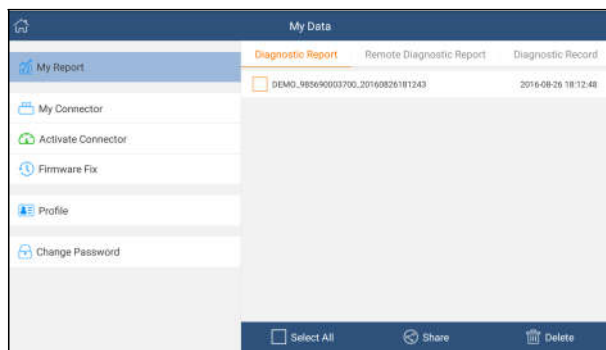 My Data
My Report
My Connector
Activate Connector
Firmware Fix
Profile
Change Password
Diagnostic Report Remote Diagnostic Report Diagnostic Record
DEMO_985690003700_20160826181243 2016-08-26 18:12:48
Select All Share Delete